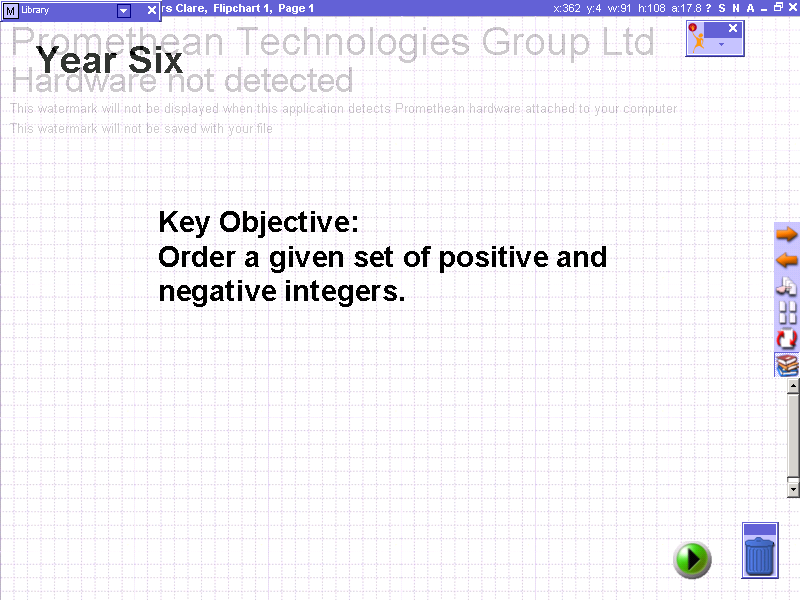 M Library
rs Clare, Flipchart 1, Page 1
x:362 y:4 w:91 h:108 a:17.8 ? S N A
Promethean Technologies Group Ltd
Year Six
Hardware not detected
This watermark will not be displayed when this application detects Promethean hardware attached to your computer
This watermark will not be saved with your file
Key Objective:
Order a given set of positive and
negative integers.